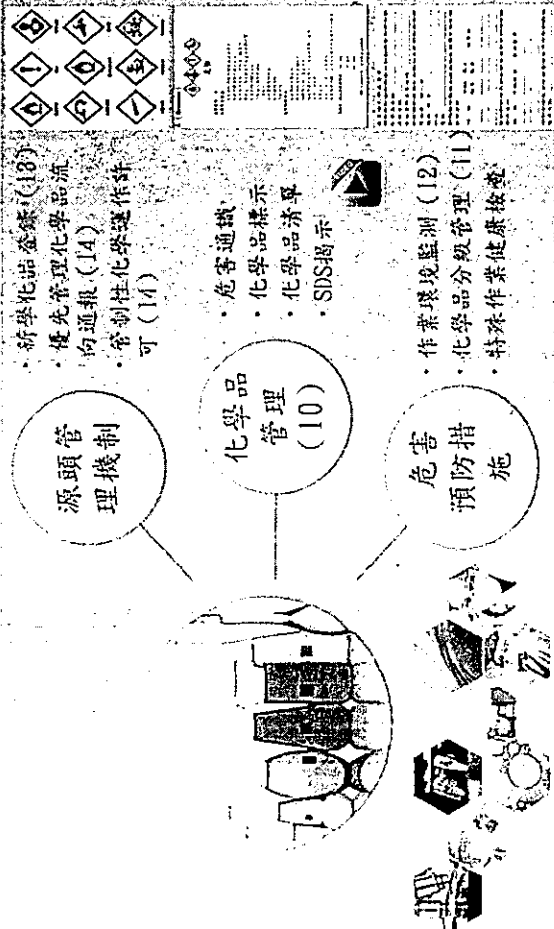 源頭管
理機制
・新學化品登錄(13)
・優先管理化學品流
向通報(14)
・管制性化學運作許
可(14)
化學品
管理
(10)
・危害通識
・化學品標示
・化學品清單
・SDS揭示
危害
預防措
施
・作業環境監測(12)
・化學品分級管理(11)
・特殊作業健康檢查